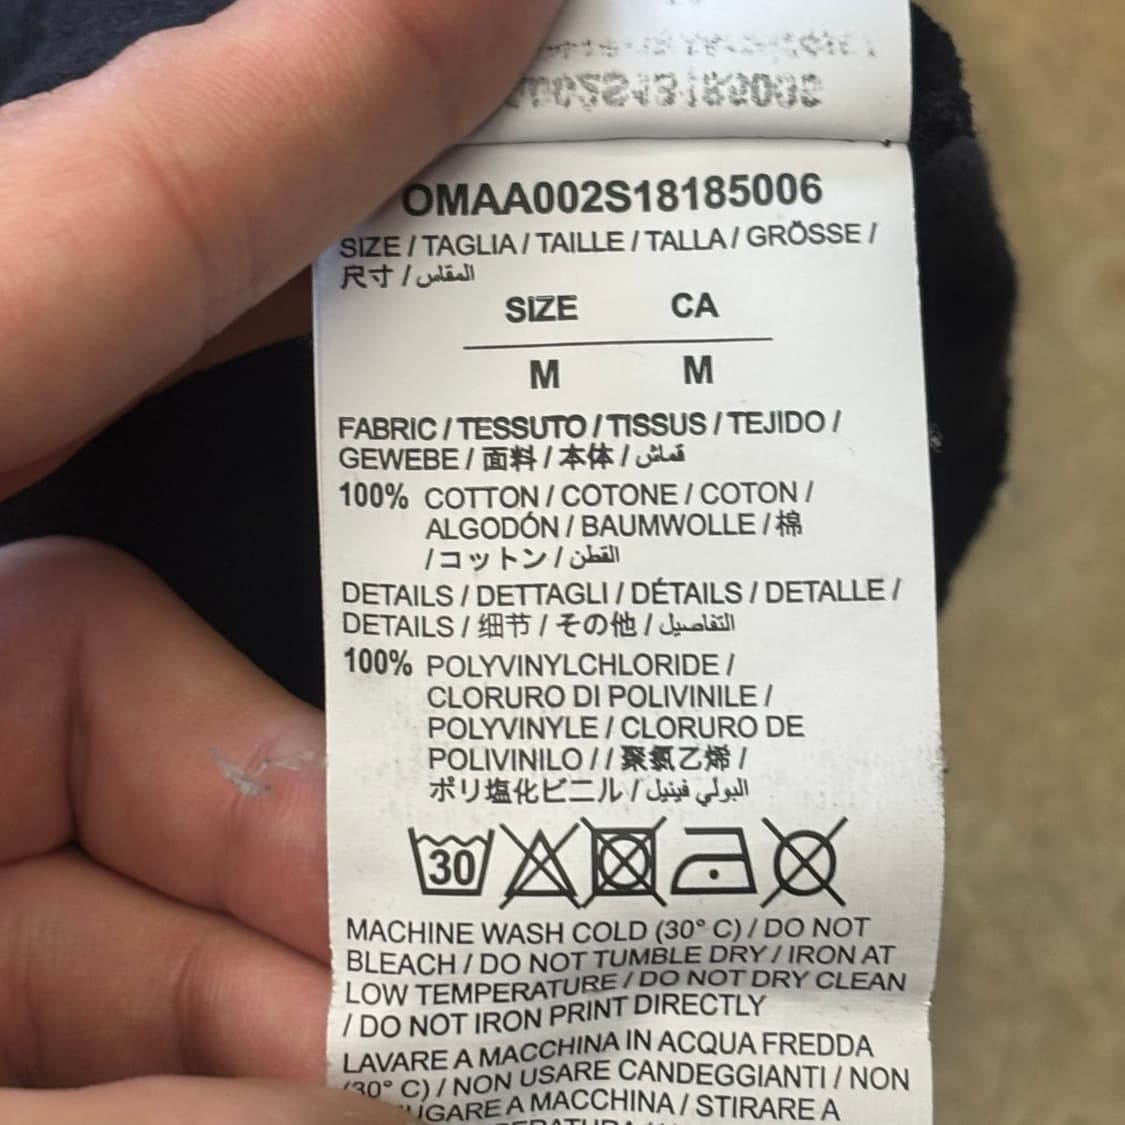 OMAA002S18185006
SIZE / TAGLIA / TAILLE / TALLA / GRÖSSE /
尺寸 / المقاس
SIZE CA
M M
FABRIC / TESSUTO / TISSUS / TEJIDO /
GEWEBE / 面料 / 本体 / قماش
100% COTTON / COTONE / COTON /
ALGODÓN / BAUMWOLLE / 棉
/ コットン / القطن
DETAILS / DETTAGLI / DÉTAILS / DETALLE /
DETAILS / 细节 / その他 / التفاصيل
100% POLYVINYLCHLORIDE /
CLORURO DI POLIVINILE /
POLYVINYLE / CLORURO DE
POLIVINILO / / 聚氯乙烯 /
ポリ塩化ビニル / البولي فينيل
30
MACHINE WASH COLD (30° C) / DO NOT
BLEACH / DO NOT TUMBLE DRY / IRON AT
LOW TEMPERATURE / DO NOT DRY CLEAN
/ DO NOT IRON PRINT DIRECTLY
LAVARE A MACCHINA IN ACQUA FREDDA
(30° C) / NON USARE CANDEGGIANTI / NON
A MACCHINA / STIRARE A